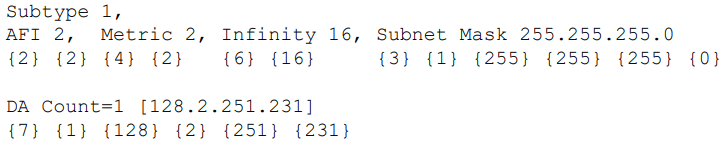 Subtype 1,
AFI 2, Metric 2, Infinity 16, Subnet Mask 255.255.255.0
{2} {2} {4} {2} {6} {16} {3} {1} {255} {255} {255} {0}
DA Count=1 [128.2.251.231]
{7} {1} {128} {2} {251} {231}